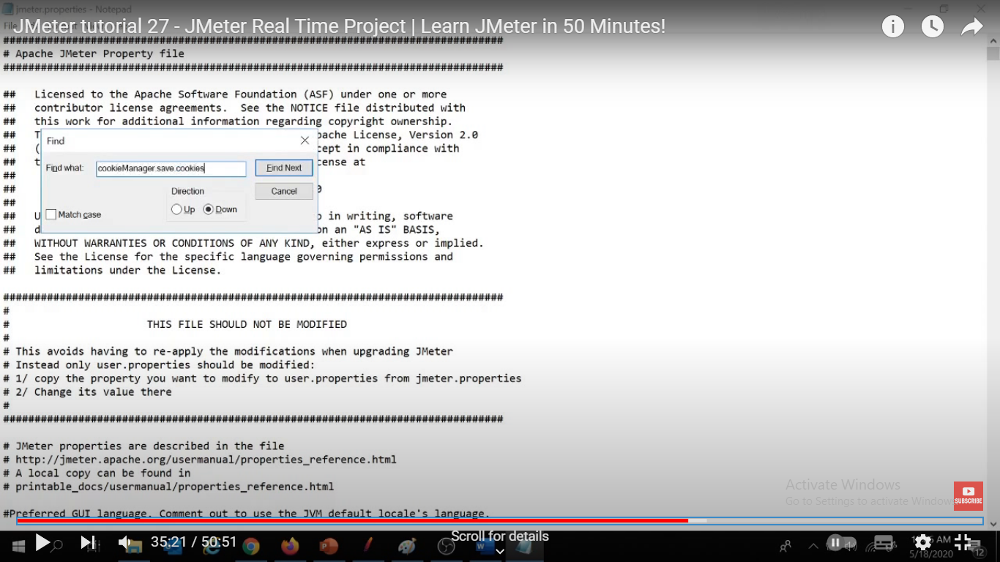 jmeter.properties - Notepad
JMeter tutorial 27 - JMeter Real Time Project | Learn JMeter in 50 Minutes!
################################################################################
# Apache JMeter Property file
################################################################################
## Licensed to the Apache Software Foundation (ASF) under one or more
## contributor license agreements. See the NOTICE file distributed with
## this work for additional information regarding copyright ownership.
## T pache License, Version 2.0
## ( cept in compliance with
## t cense at
##
##
##
## U in writing, software
## d on an "AS IS" BASIS,
## WITHOUT WARRANTIES OR CONDITIONS OF ANY KIND, either express or implied.
## See the License for the specific language governing permissions and
## limitations under the License.
Find
Find what: cookieManager.save.cookies Find Next
Direction Cancel
Up Down
Match case
################################################################################
#
# THIS FILE SHOULD NOT BE MODIFIED
#
# This avoids having to re-apply the modifications when upgrading JMeter
# Instead only user.properties should be modified:
# 1/ copy the property you want to modify to user.properties from jmeter.properties
# 2/ Change its value there
#
################################################################################
# JMeter properties are described in the file
# http://jmeter.apache.org/usermanual/properties_reference.html
# A local copy can be found in
# printable_docs/usermanual/properties_reference.html
#Preferred GUI language. Comment out to use the JVM default locale's language.
Activate Windows
Go to Settings to activate Windows
SUBSCRIBE
35:21 / 50:51
Scroll for details
AM
5/18/2020
12